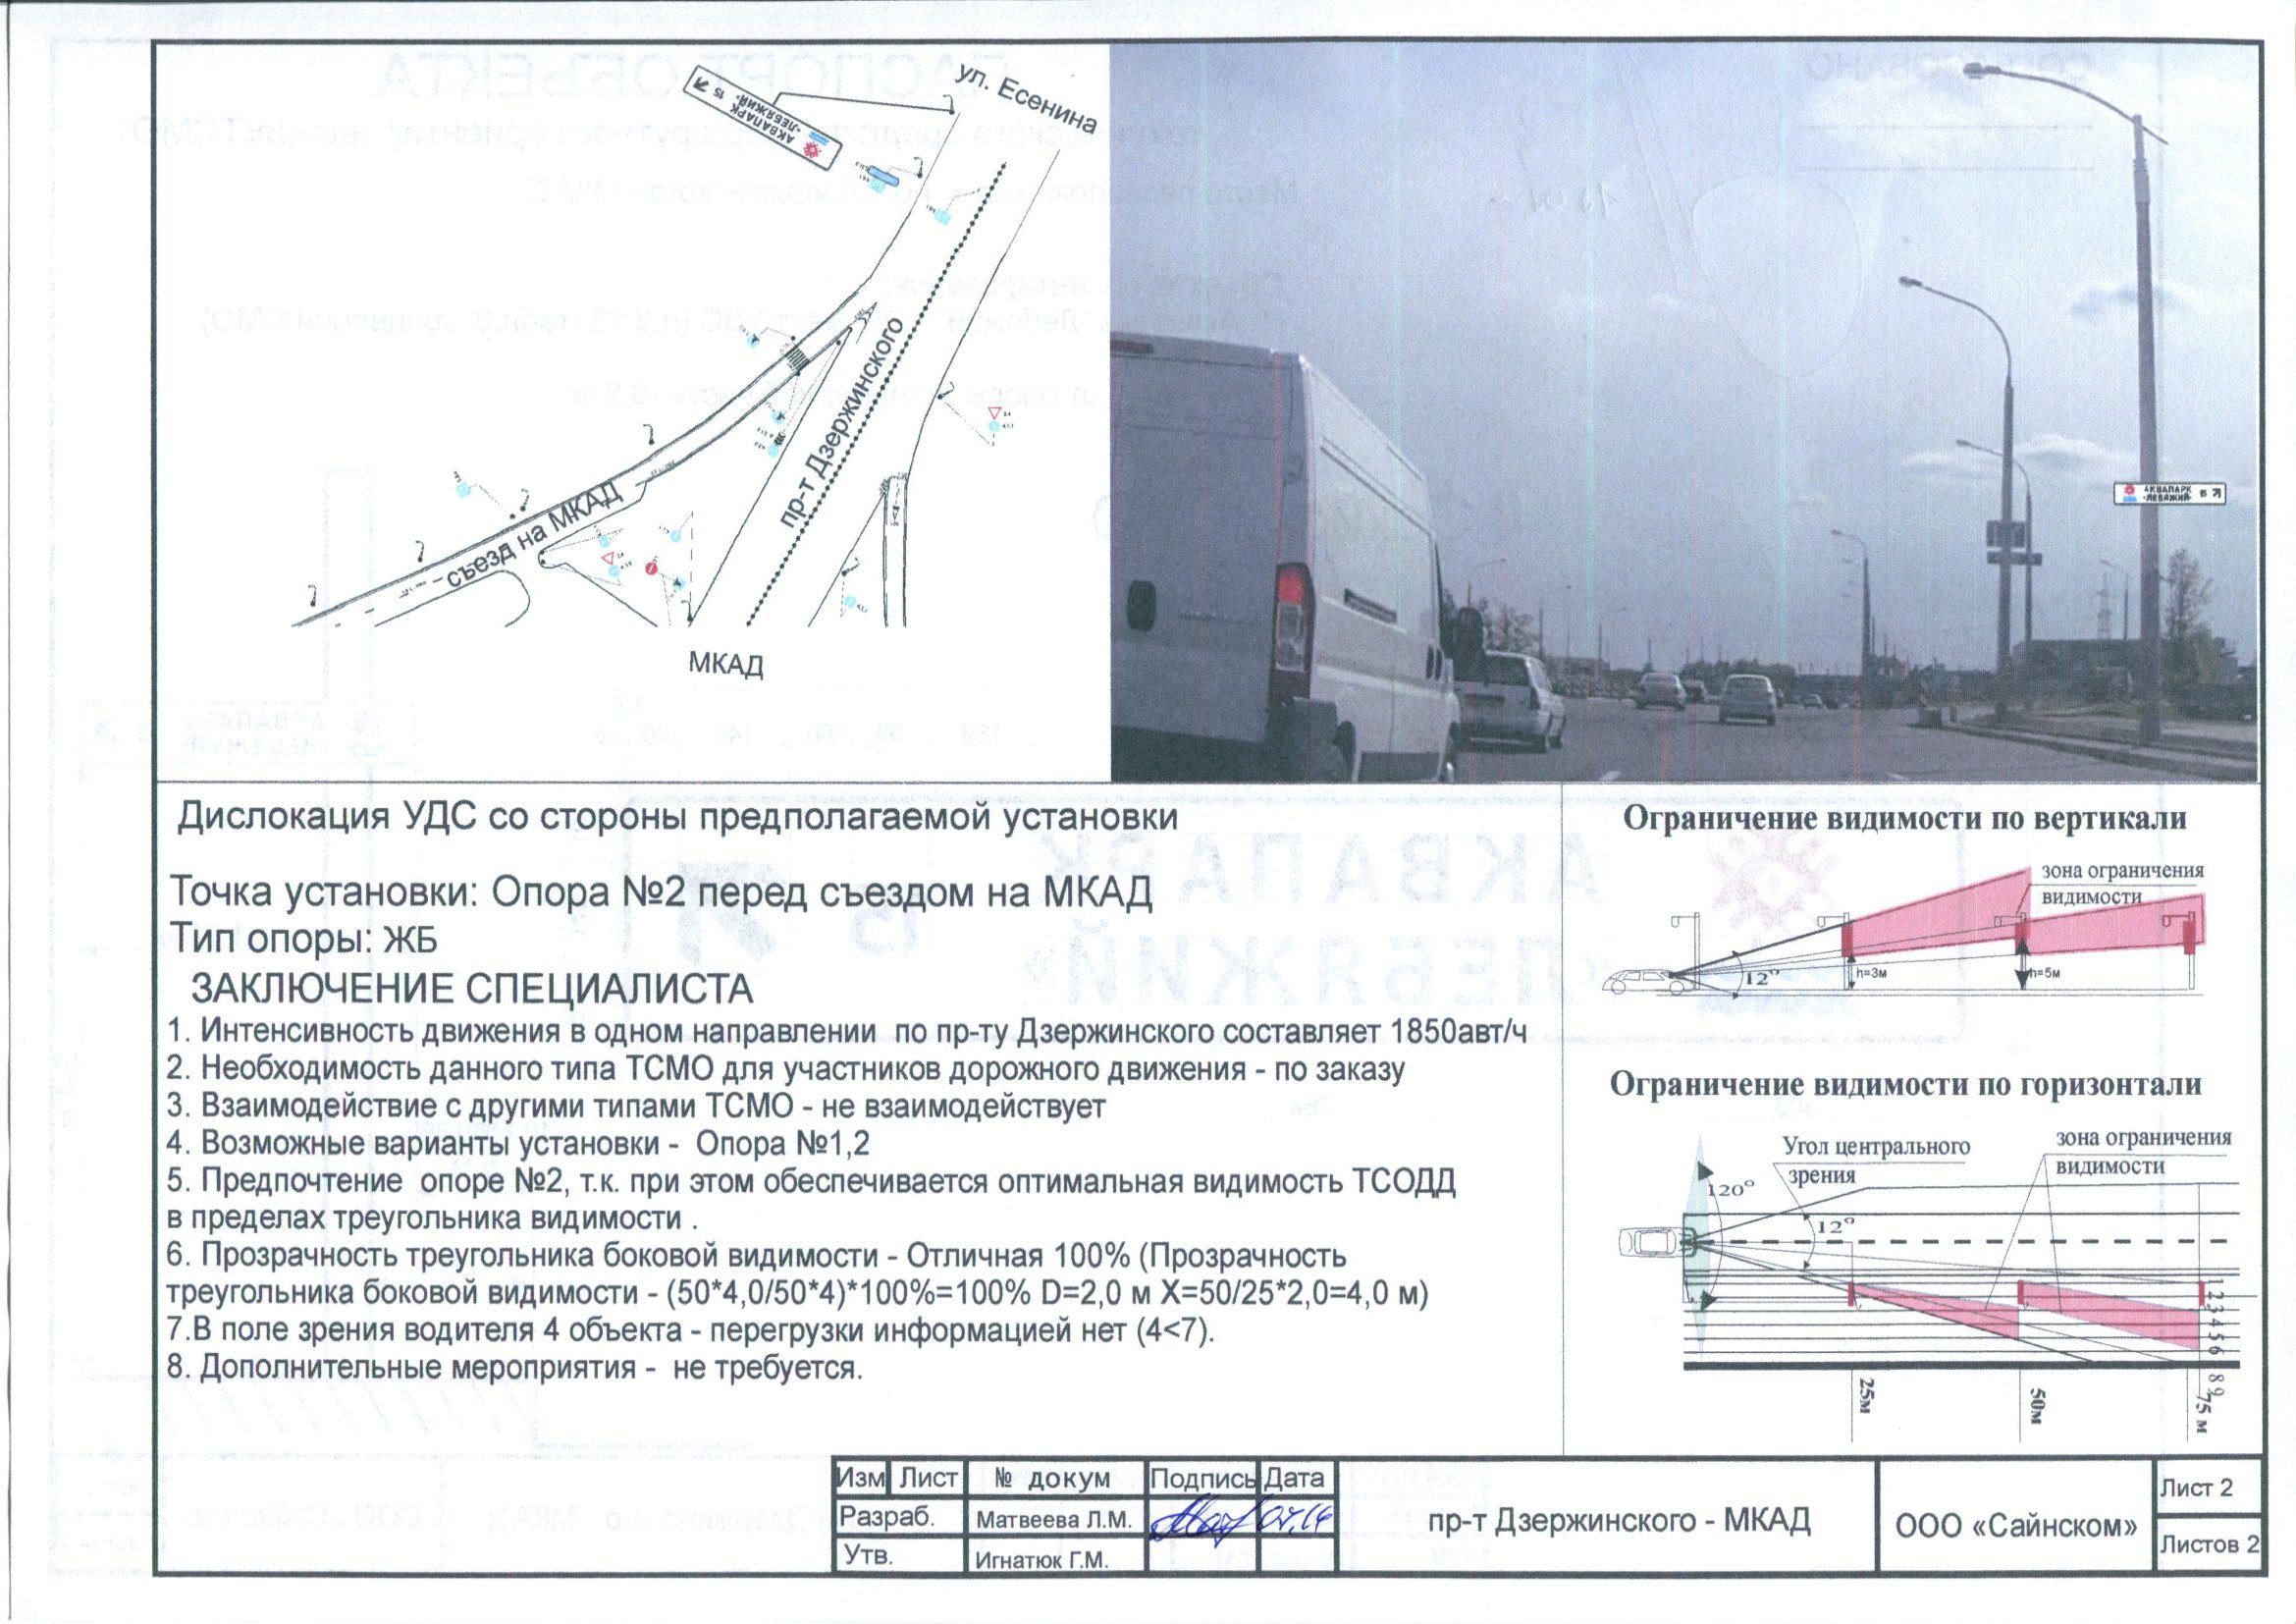 ул. Есенина
АКВАПАРК
«ЛЕБЯЖИЙ»
15
пр-т Дзержинского
съезд на МКАД
МКАД
АКВАПАРК
«ЛЕБЯЖИЙ»
15
Дислокация УДС со стороны предполагаемой установки
Точка установки: Опора №2 перед съездом на МКАД
Тип опоры: ЖБ
ЗАКЛЮЧЕНИЕ СПЕЦИАЛИСТА
1. Интенсивность движения в одном направлении по пр-ту Дзержинского составляет 1850авт/ч
2. Необходимость данного типа ТСМО для участников дорожного движения - по заказу
3. Взаимодействие с другими типами ТСМО - не взаимодействует
4. Возможные варианты установки - Опора №1,2
5. Предпочтение опоре №2, т.к. при этом обеспечивается оптимальная видимость ТСОДД
в пределах треугольника видимости .
6. Прозрачность треугольника боковой видимости - Отличная 100% (Прозрачность
треугольника боковой видимости - (50*4,0/50*4)*100%=100% D=2,0 м X=50/25*2,0=4,0 м)
7.В поле зрения водителя 4 объекта - перегрузки информацией нет (4<7).
8. Дополнительные мероприятия - не требуется.
Ограничение видимости по вертикали
зона ограничения
видимости
12°
h=3м
h=5м
Ограничение видимости по горизонтали
Угол центрального
зрения
зона ограничения
видимости
120°
12°
1 2 3 4 5 6
8 9
25м
50м
75 м
Изм Лист № докум Подпись Дата
Разраб. Матвеева Л.М. 07.14
Утв. Игнатюк Г.М.
пр-т Дзержинского - МКАД
ООО «Сайнском»
Лист 2
Листов 2